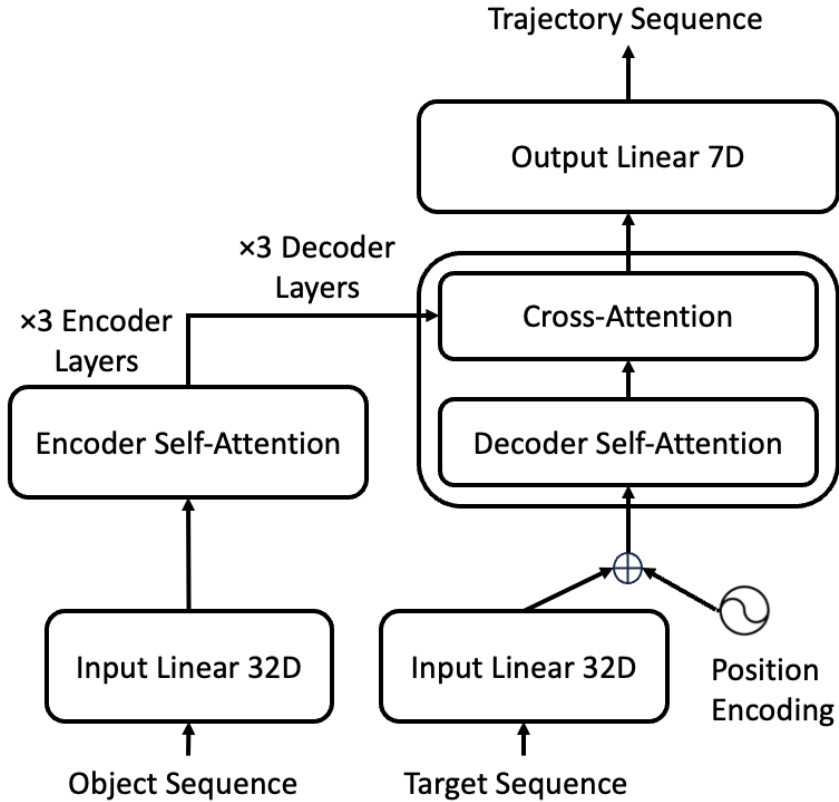 Trajectory Sequence
Output Linear 7D
×3 Decoder
Layers
Cross-Attention
×3 Encoder
Layers
Encoder Self-Attention
Decoder Self-Attention
Input Linear 32D
Input Linear 32D
Position
Encoding
Object Sequence
Target Sequence